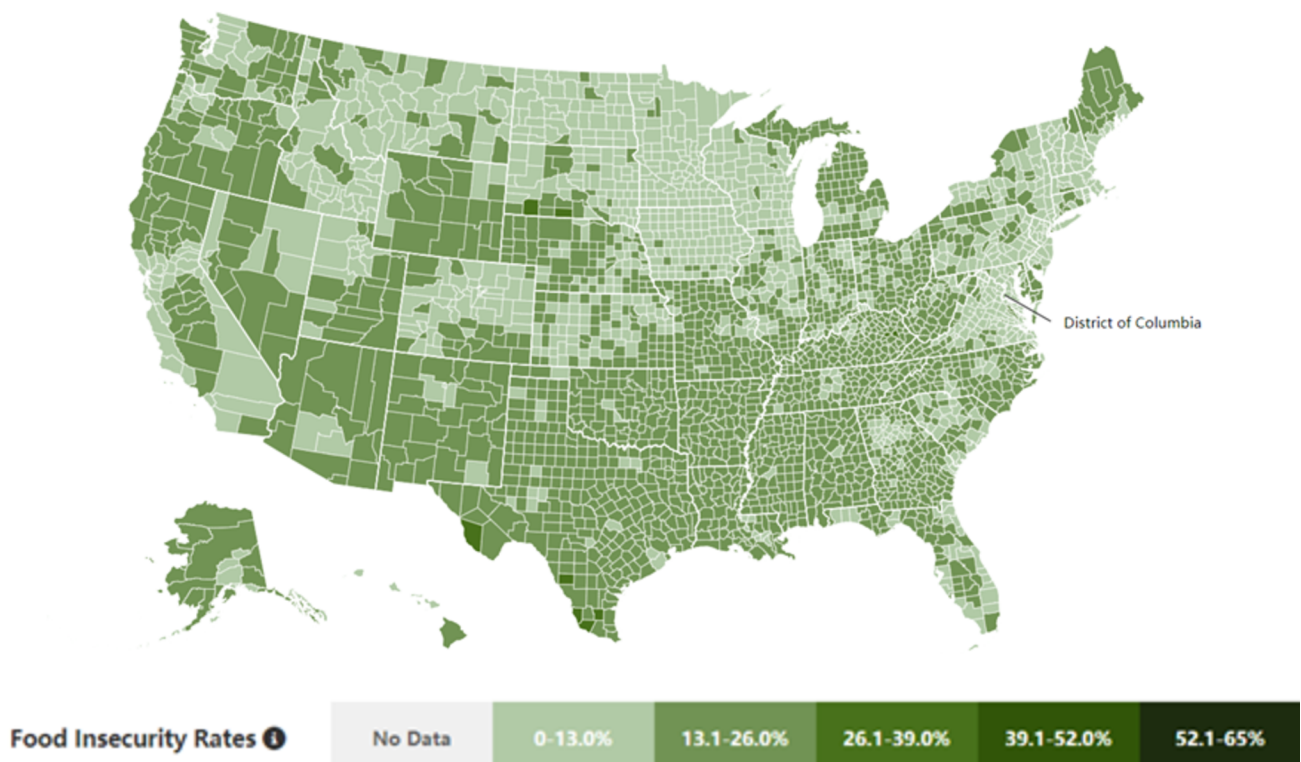 District of Columbia
Food Insecurity Rates
No Data
0-13.0%
13.1-26.0%
26.1-39.0%
39.1-52.0%
52.1-65%